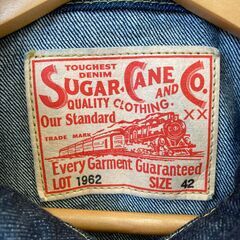 TOUGHEST
DENIM
SUGAR CANE AND CO.
QUALITY CLOTHING.
Our Standard XX
TRADE MARK
Every Garment Guaranteed
LOT 1962 SIZE 42